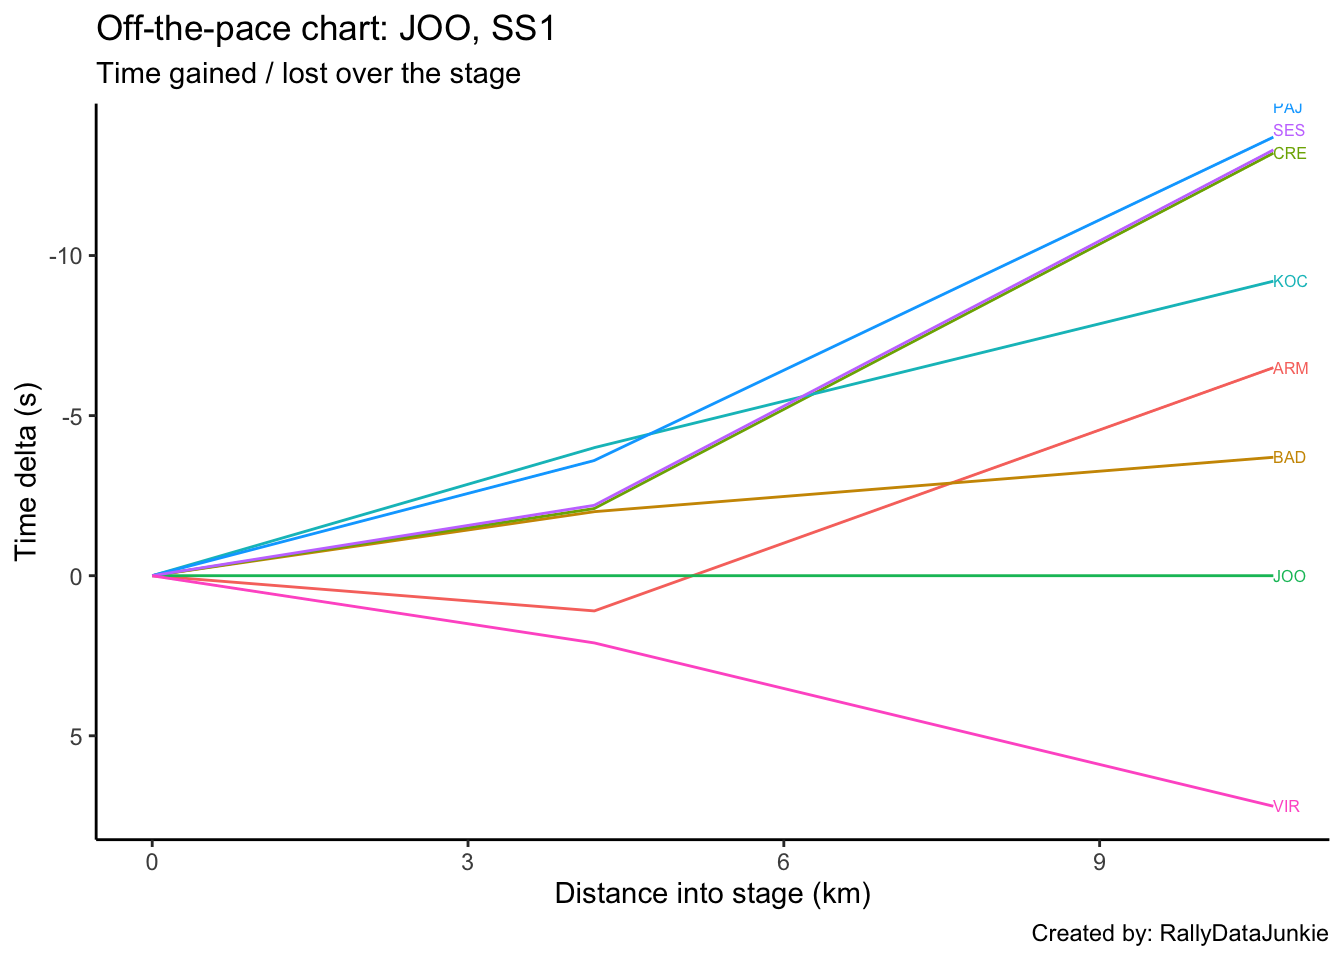 Off-the-pace chart: JOO, SS1
Time gained / lost over the stage
PAJ
SES
CRE
-10
KOC
ARM
-5
BAD
Time delta (s)
0
JOO
5
VIR
0 3 6 9
Distance into stage (km)
Created by: RallyDataJunkie